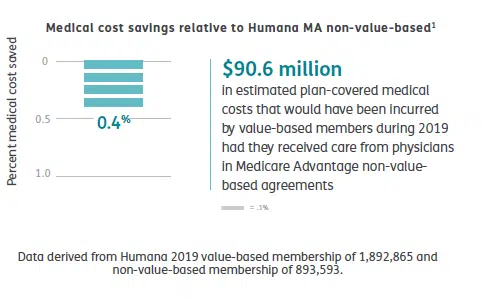 Medical cost savings relative to Humana MA non-value-based¹
Percent medical cost saved
0
0.5
1.0
0.4%
$90.6 million
in estimated plan-covered medical
costs that would have been incurred
by value-based members during 2019
had they received care from physicians
in Medicare Advantage non-value-
based agreements
= .1%
Data derived from Humana 2019 value-based membership of 1,892,865 and
non-value-based membership of 893,593.